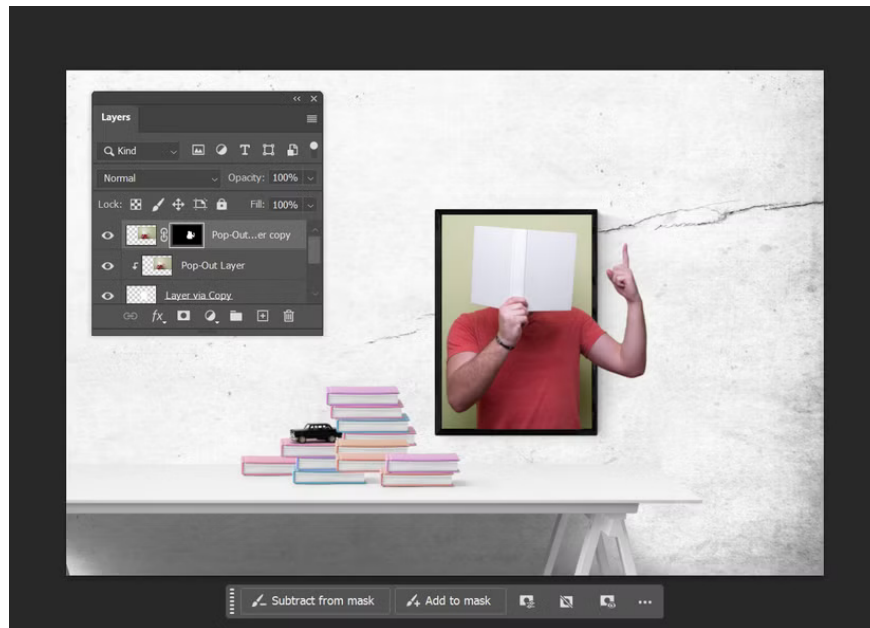 Layers
Kind
Normal Opacity: 100%
Lock: Fill: 100%
Pop-Out...er copy
Pop-Out Layer
Layer via Copy
fx
Subtract from mask Add to mask